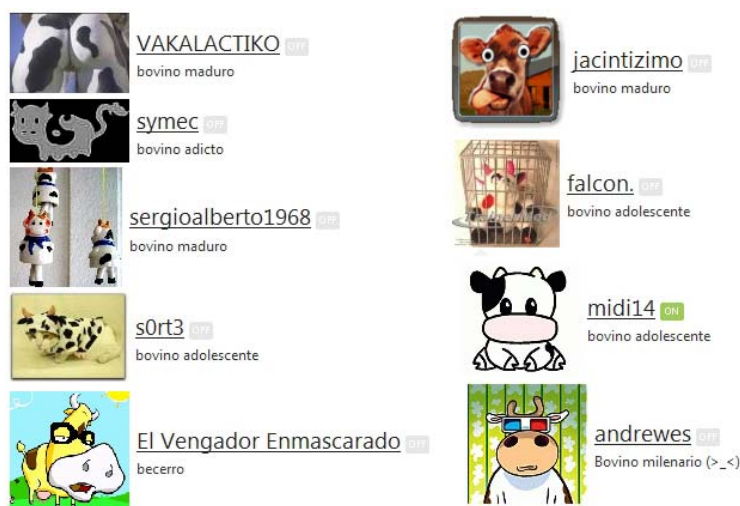 VAKALACTIKO OFF
bovino maduro
symec OFF
bovino adicto
sergioalberto1968 OFF
bovino maduro
s0rt3 OFF
bovino adolescente
El Vengador Enmascarado OFF
becerro
jacintizimo OFF
bovino maduro
falcon. OFF
bovino adolescente
midi14 ON
bovino adolescente
andrewes OFF
Bovino milenario (>_<)